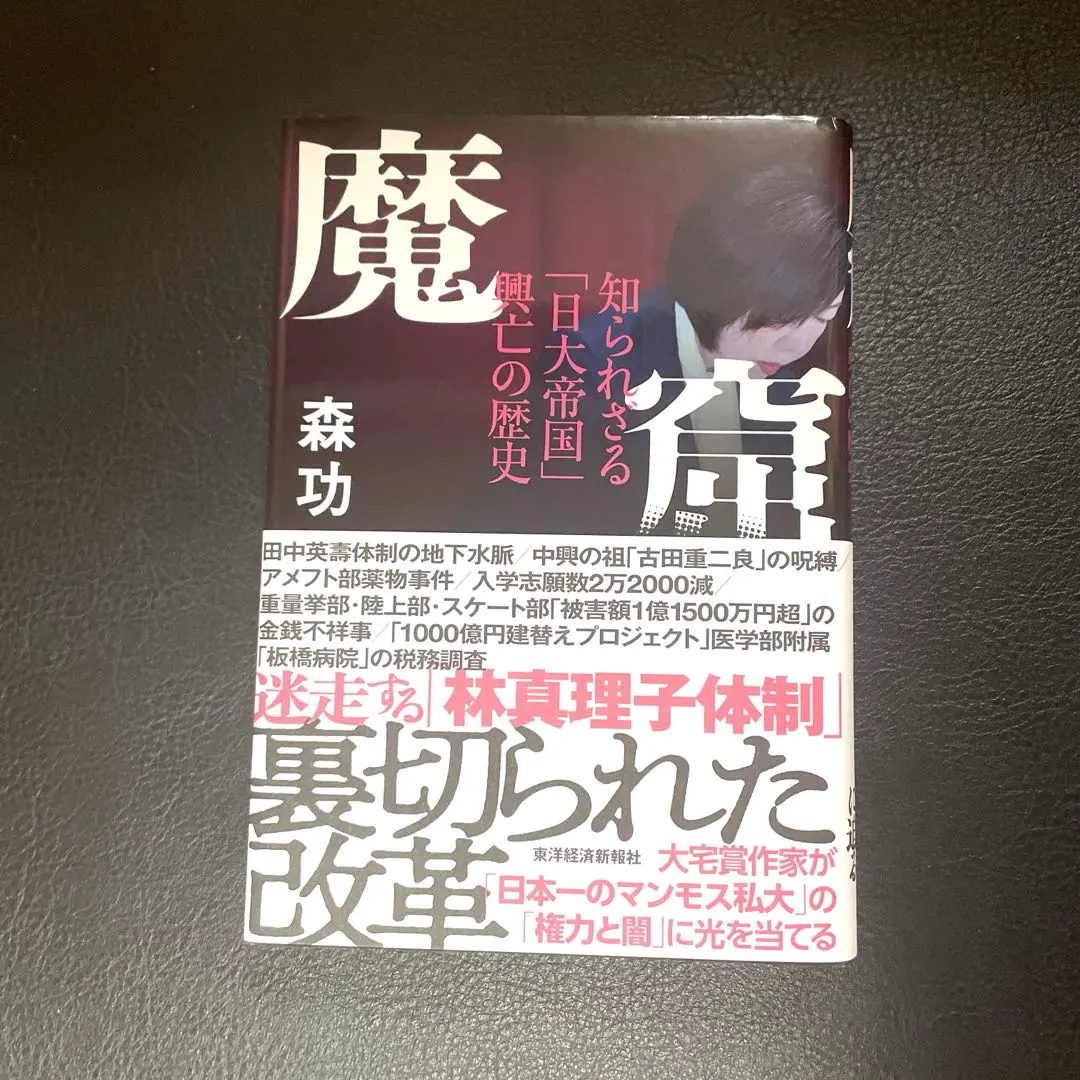 魔窟
知られざる
「日大帝国」
興亡の歴史
森功
田中英壽体制の地下水脈/中興の祖「古田重二良」の呪縛/
アメフト部薬物事件/入学志願数2万2000減/
重量挙部・陸上部・スケート部「被害額1億1500万円超」の
金銭不祥事/「1000億円建替えプロジェクト」医学部附属
「板橋病院」の税務調査
迷走する「林真理子体制」
裏切られた
改革
東洋経済新報社
大宅賞作家が
「日本一のマンモス私大」の
「権力と闇」に光を当てる